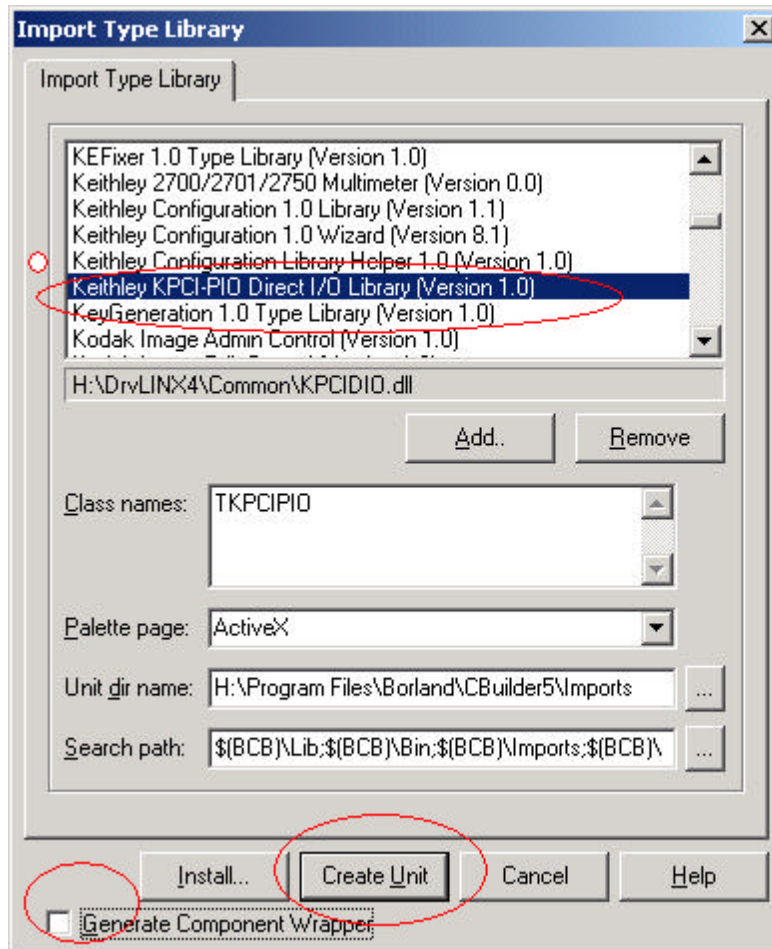 Import Type Library
Import Type Library
KEFixer 1.0 Type Library (Version 1.0)
Keithley 2700/2701/2750 Multimeter (Version 0.0)
Keithley Configuration 1.0 Library (Version 1.1)
Keithley Configuration 1.0 Wizard (Version 8.1)
Keithley Configuration Library Helper 1.0 (Version 1.0)
Keithley KPCI-PIO Direct I/O Library (Version 1.0)
KeyGeneration 1.0 Type Library (Version 1.0)
Kodak Image Admin Control (Version 1.0)
H:\DrvLINX4\Common\KPCIDIO.dll
Add.. Remove
Class names: TKPCIPIO
Palette page: ActiveX
Unit dir name: H:\Program Files\Borland\CBuilder5\Imports ...
Search path: $(BCB)\Lib;$(BCB)\Bin;$(BCB)\Imports;$(BCB)\ ...
Install... Create Unit Cancel Help
Generate Component Wrapper